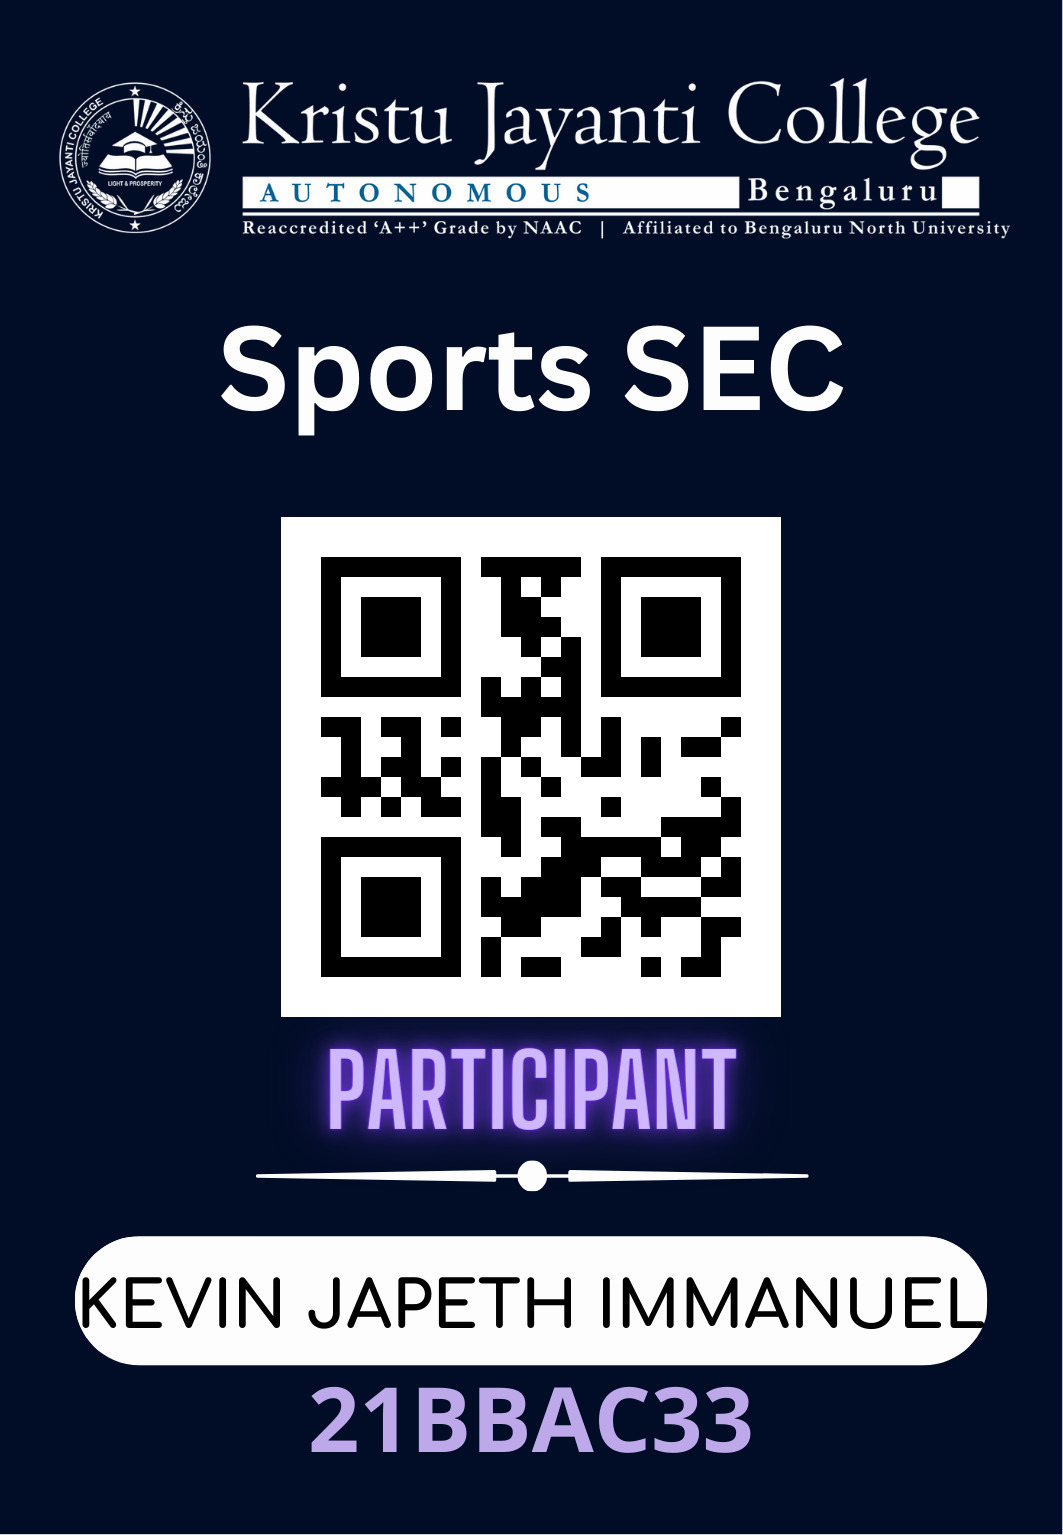 KRISTU JAYANTI COLLEGE
ಕ್ರಿಸ್ತು ಜಯಂತಿ ಕಾಲೇಜು
LIGHT & PROSPERITY
Kristu Jayanti College
AUTONOMOUS Bengaluru
Reaccredited ‘A++’ Grade by NAAC | Affiliated to Bengaluru North University
Sports SEC
PARTICIPANT
KEVIN JAPETH IMMANUEL
21BBAC33